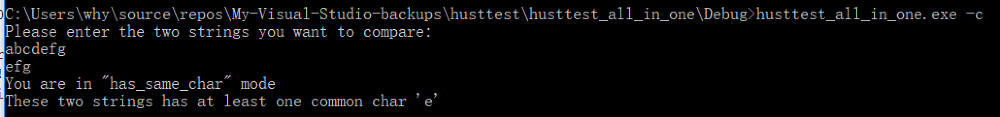 C:\Users\why\source\repos\My-Visual-Studio-backups\husttest\husttest_all_in_one\Debug>husttest_all_in_one.exe -c
Please enter the two strings you want to compare:
abcdefg
efg
You are in "has_same_char" mode
These two strings has at least one common char 'e'